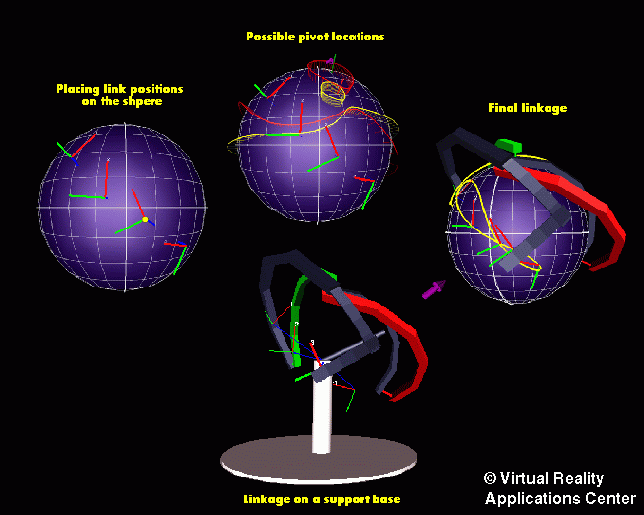 Possible pivot locations
Placing link positions
on the shpere
Final linkage
Linkage on a support base
© Virtual Reality
Applications Center